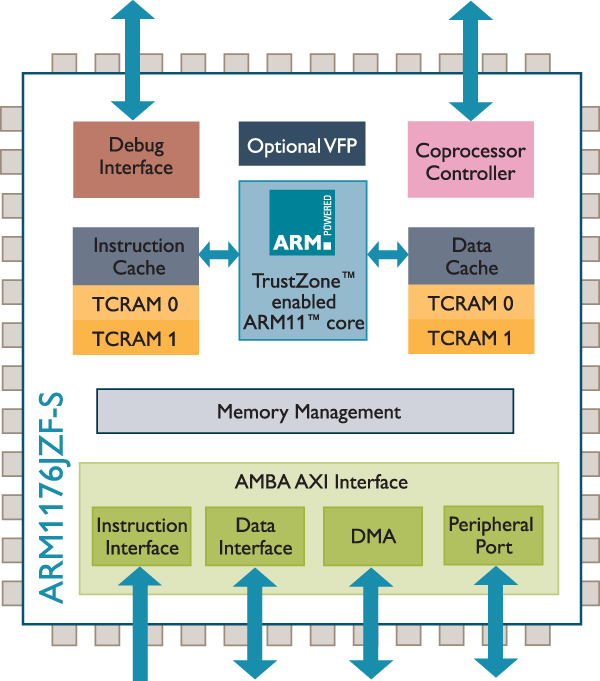 Debug
Interface
Optional VFP
Coprocessor
Controller
ARM POWERED
Instruction
Cache
TrustZone™
enabled
ARM11™ core
Data
Cache
TCRAM 0
TCRAM 1
TCRAM 0
TCRAM 1
Memory Management
AMBA AXI Interface
Instruction
Interface
Data
Interface
DMA
Peripheral
Port
ARM1176JZF-S